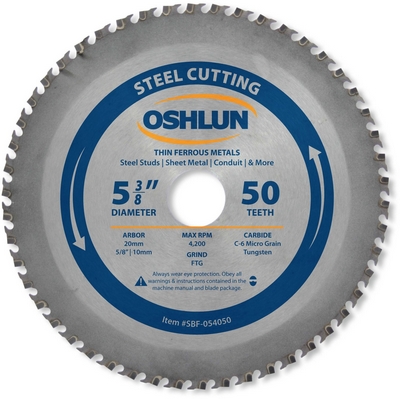 STEEL CUTTING
OSHLUN
THIN FERROUS METALS
Steel Studs | Sheet Metal | Conduit | & More
5 3/8" DIAMETER
50 TEETH
ARBOR
20mm
5/8" | 10mm
MAX RPM
4,200
GRIND
FTG
CARBIDE
C-6 Micro Grain
Tungsten
Always wear eye protection. Obey all
warnings & instructions contained in the
machine manual and blade package.
Item #SBF-054050